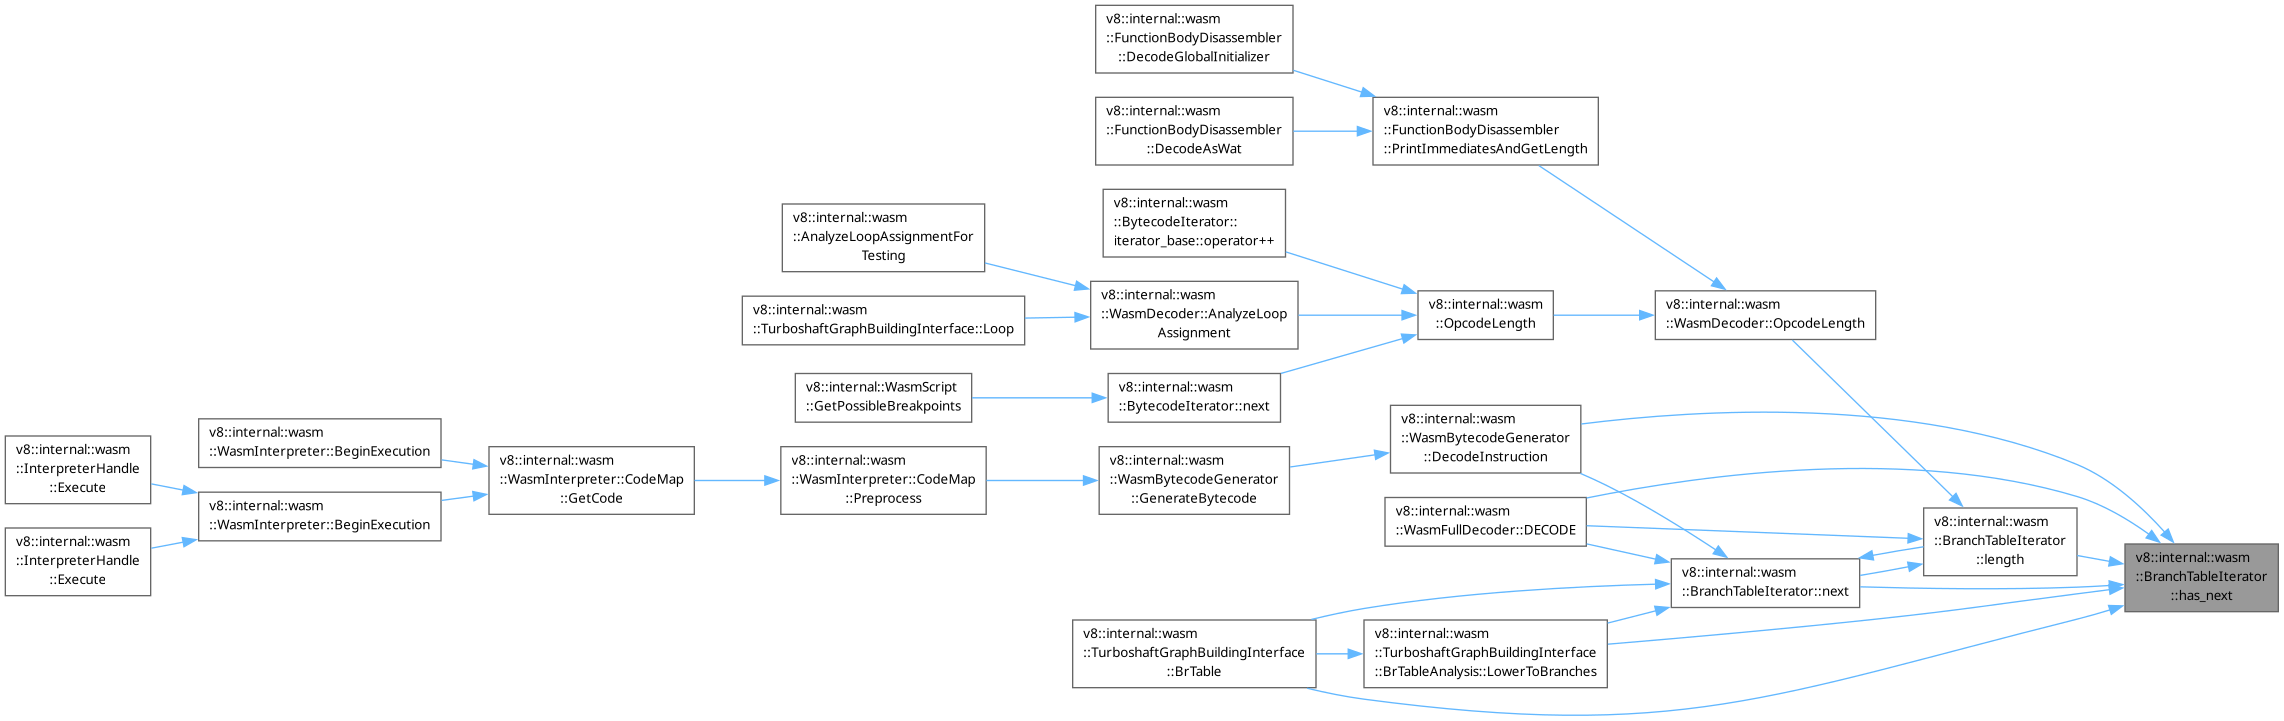 v8::internal::wasm
::FunctionBodyDisassembler
::DecodeGlobalInitializer
v8::internal::wasm
::FunctionBodyDisassembler
::DecodeAsWat
v8::internal::wasm
::FunctionBodyDisassembler
::PrintImmediatesAndGetLength
v8::internal::wasm
::BytecodeIterator::
iterator_base::operator++
v8::internal::wasm
::AnalyzeLoopAssignmentFor
Testing
v8::internal::wasm
::TurboshaftGraphBuildingInterface::Loop
v8::internal::wasm
::WasmDecoder::AnalyzeLoop
Assignment
v8::internal::wasm
::OpcodeLength
v8::internal::wasm
::WasmDecoder::OpcodeLength
v8::internal::WasmScript
::GetPossibleBreakpoints
v8::internal::wasm
::BytecodeIterator::next
v8::internal::wasm
::InterpreterHandle
::Execute
v8::internal::wasm
::WasmInterpreter::BeginExecution
v8::internal::wasm
::InterpreterHandle
::Execute
v8::internal::wasm
::WasmInterpreter::BeginExecution
v8::internal::wasm
::WasmInterpreter::CodeMap
::GetCode
v8::internal::wasm
::WasmInterpreter::CodeMap
::Preprocess
v8::internal::wasm
::WasmBytecodeGenerator
::GenerateBytecode
v8::internal::wasm
::WasmBytecodeGenerator
::DecodeInstruction
v8::internal::wasm
::WasmFullDecoder::DECODE
v8::internal::wasm
::BranchTableIterator::next
v8::internal::wasm
::BranchTableIterator
::length
v8::internal::wasm
::BranchTableIterator
::has_next
v8::internal::wasm
::TurboshaftGraphBuildingInterface
::BrTable
v8::internal::wasm
::TurboshaftGraphBuildingInterface
::BrTableAnalysis::LowerToBranches